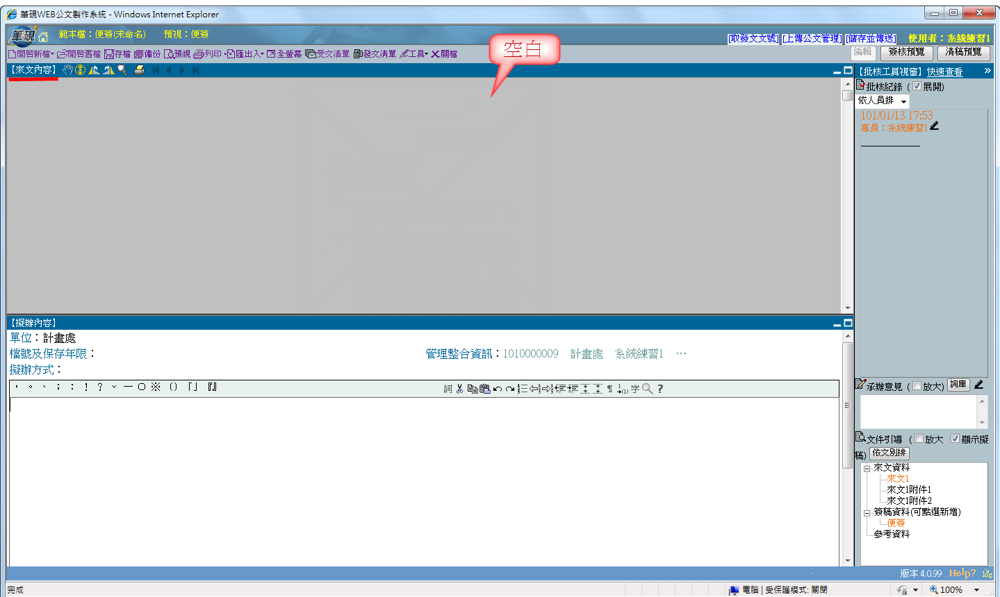 筆硯WEB公文製作系統 - Windows Internet Explorer
筆硯 範本檔：便簽(未命名) 預視：便簽
[取發文文號] [上傳公文管理] [儲存並傳送] 使用者：系統練習1
開啓新檔 開啓舊檔 存檔 備份 預視 列印 匯出入 全螢幕 受文清單 發文清單 工具 關檔
編輯 簽核預覽 清稿預覽
空白
【來文內容】
【批核工具視窗】 快速查看 »
批核紀錄 ( 展開)
依人員排
101/01/13 17:53
專員：系統練習1
【擬辦內容】
單位：計畫處
檔號及保存年限：
管理整合資訊：1010000009 計畫處 系統練習1 …
擬辦方式：
， 。 、 ； ： ！ ？ ˇ — ○ ※ （） 「」 『』
詞 ¶ 字 ?
承辦意見 ( 放大) 詞庫
文件引導 ( 放大 顯示擬
稿) 依文別排
來文資料
來文1
來文1附件1
來文1附件2
簽稿資料(可點選新增)
便簽
參考資料
版本 4.0.99 Help? log
完成
電腦 | 受保護模式: 關閉
100%